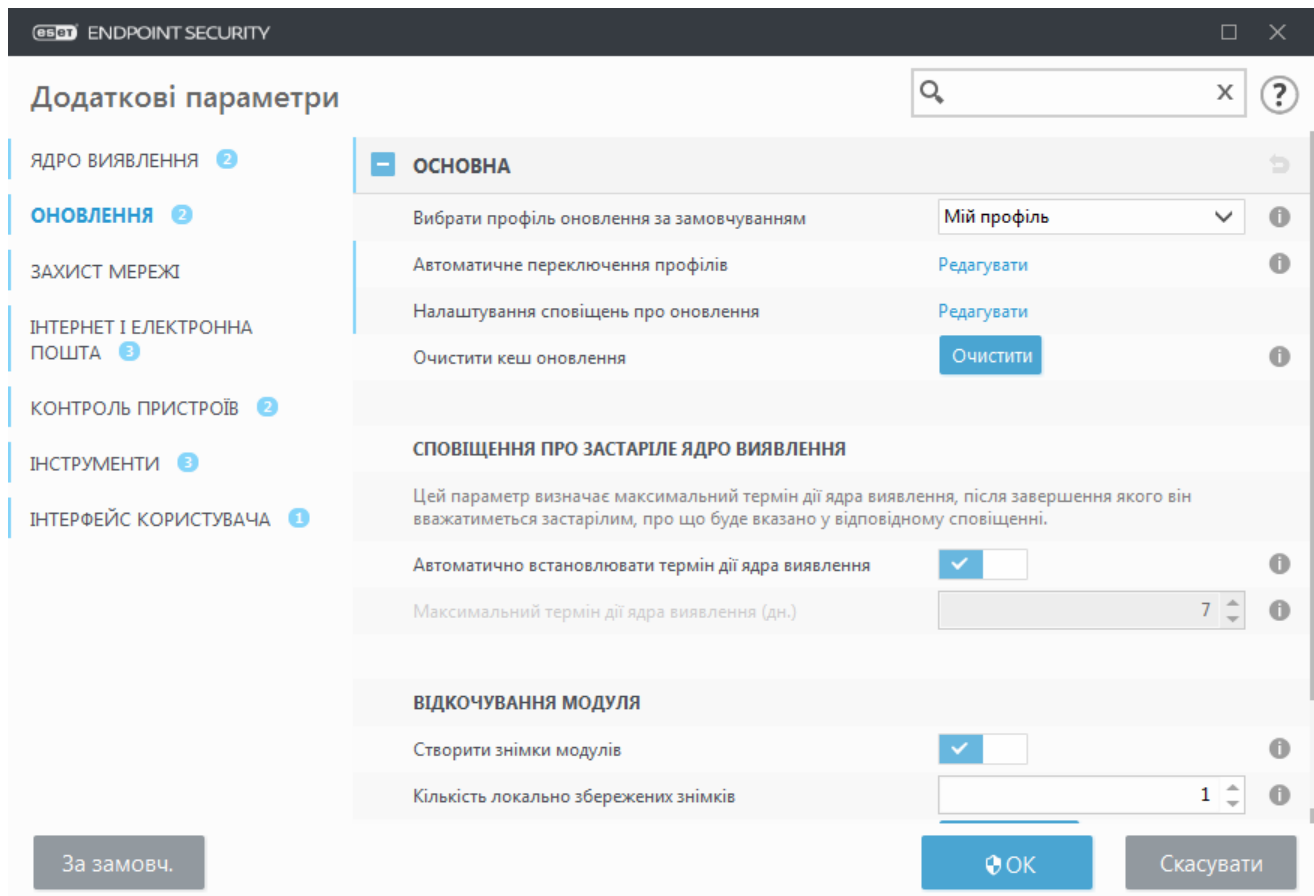 eset ENDPOINT SECURITY
Додаткові параметри
ЯДРО ВИЯВЛЕННЯ 2
ОНОВЛЕННЯ 2
ЗАХИСТ МЕРЕЖІ
ІНТЕРНЕТ І ЕЛЕКТРОННА
ПОШТА 3
КОНТРОЛЬ ПРИСТРОЇВ 2
ІНСТРУМЕНТИ 3
ІНТЕРФЕЙС КОРИСТУВАЧА 1
ОСНОВНА
Вибрати профіль оновлення за замовчуванням Мій профіль
Автоматичне переключення профілів Редагувати
Налаштування сповіщень про оновлення Редагувати
Очистити кеш оновлення Очистити
СПОВІЩЕННЯ ПРО ЗАСТАРІЛЕ ЯДРО ВИЯВЛЕННЯ
Цей параметр визначає максимальний термін дії ядра виявлення, після завершення якого він
вважатиметься застарілим, про що буде вказано у відповідному сповіщенні.
Автоматично встановлювати термін дії ядра виявлення
Максимальний термін дії ядра виявлення (дн.) 7
ВІДКОЧУВАННЯ МОДУЛЯ
Створити знімки модулів
Кількість локально збережених знімків 1
За замовч. ОК Скасувати